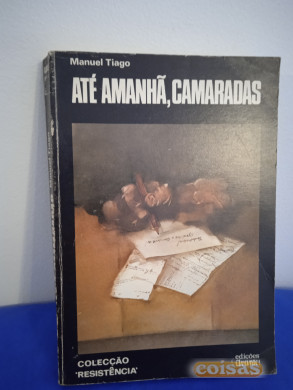 Manuel Tiago
ATÉ AMANHÃ, CAMARADAS
COLECÇÃO
'RESISTÊNCIA'
edições
coisas